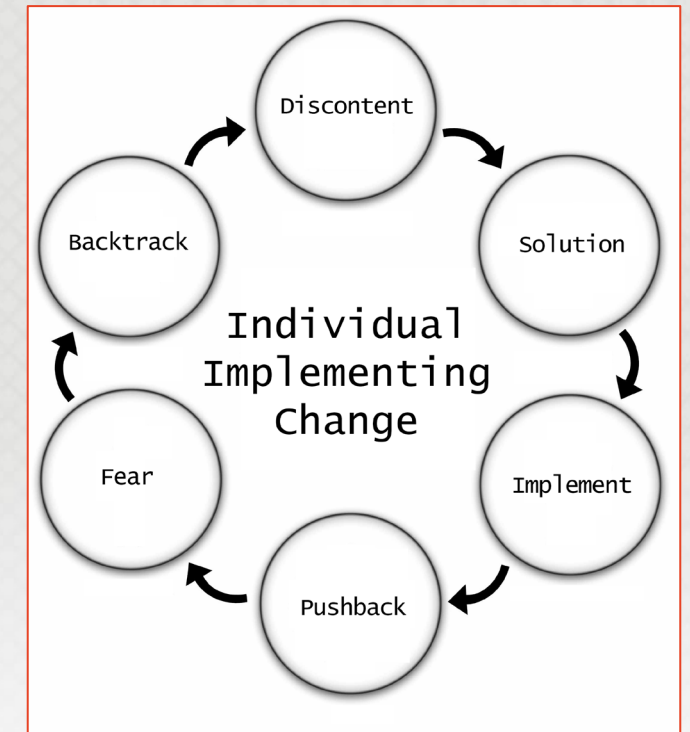 Discontent
Solution
Implement
Pushback
Fear
Backtrack
Individual
Implementing
Change